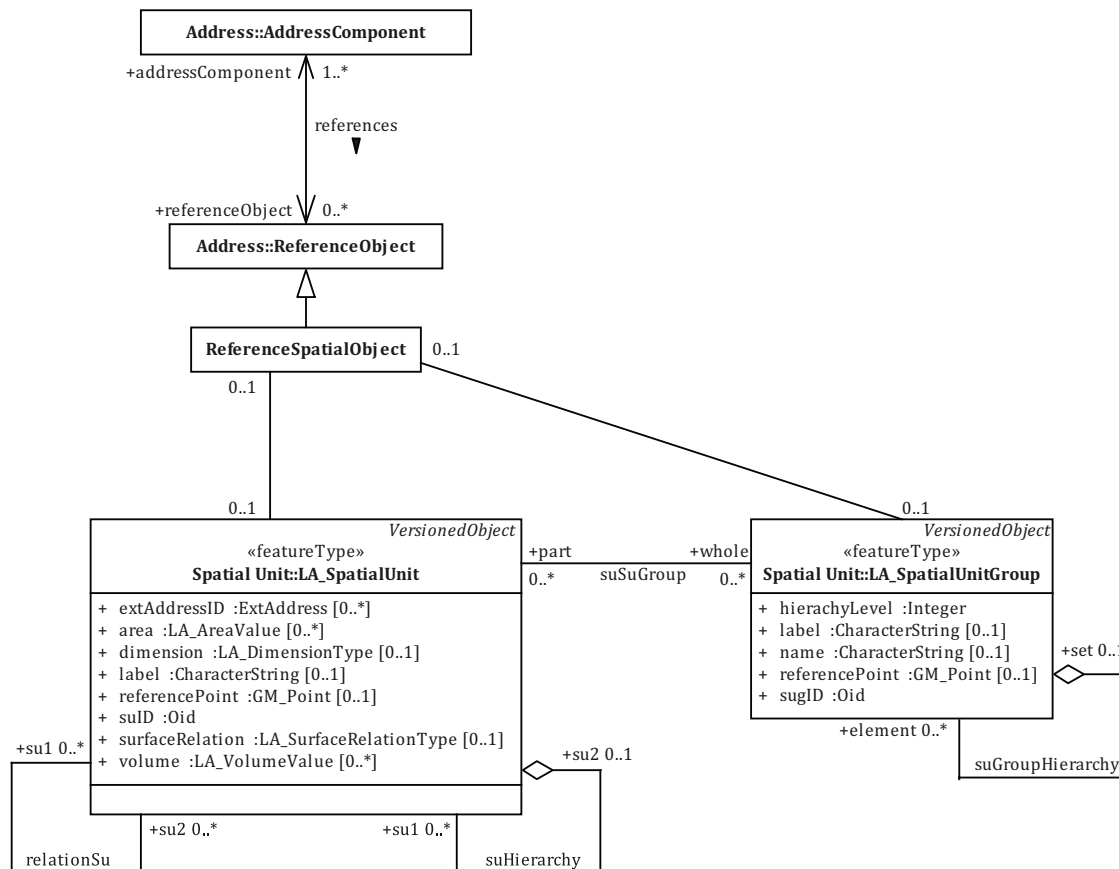 Address::AddressComponent
+addressComponent 1..*
references
+referenceObject 0..*
Address::ReferenceObject
ReferenceSpatialObject
0..1
0..1
0..1
0..1
VersionedObject
«featureType»
Spatial Unit::LA_SpatialUnit
+ extAddressID :ExtAddress [0..*]
+ area :LA_AreaValue [0..*]
+ dimension :LA_DimensionType [0..1]
+ label :CharacterString [0..1]
+ referencePoint :GM_Point [0..1]
+ suID :Oid
+ surfaceRelation :LA_SurfaceRelationType [0..1]
+ volume :LA_VolumeValue [0..*]
+part
+whole
0..*
suSuGroup
0..*
VersionedObject
«featureType»
Spatial Unit::LA_SpatialUnitGroup
+ hierachyLevel :Integer
+ label :CharacterString [0..1]
+ name :CharacterString [0..1]
+ referencePoint :GM_Point [0..1]
+ sugID :Oid
+set 0..1
+element 0..*
suGroupHierarchy
+su1 0..*
+su2 0..1
+su2 0..*
+su1 0..*
relationSu
suHierarchy